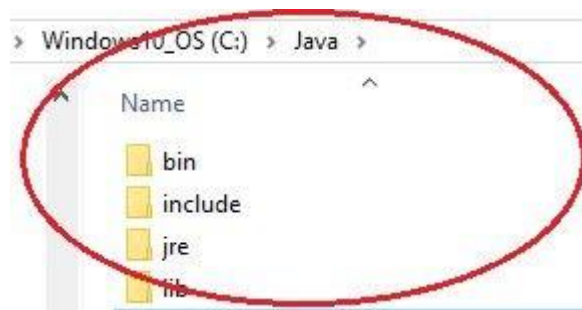 > Windows10_OS (C:) > Java >
Name
bin
include
jre
lib